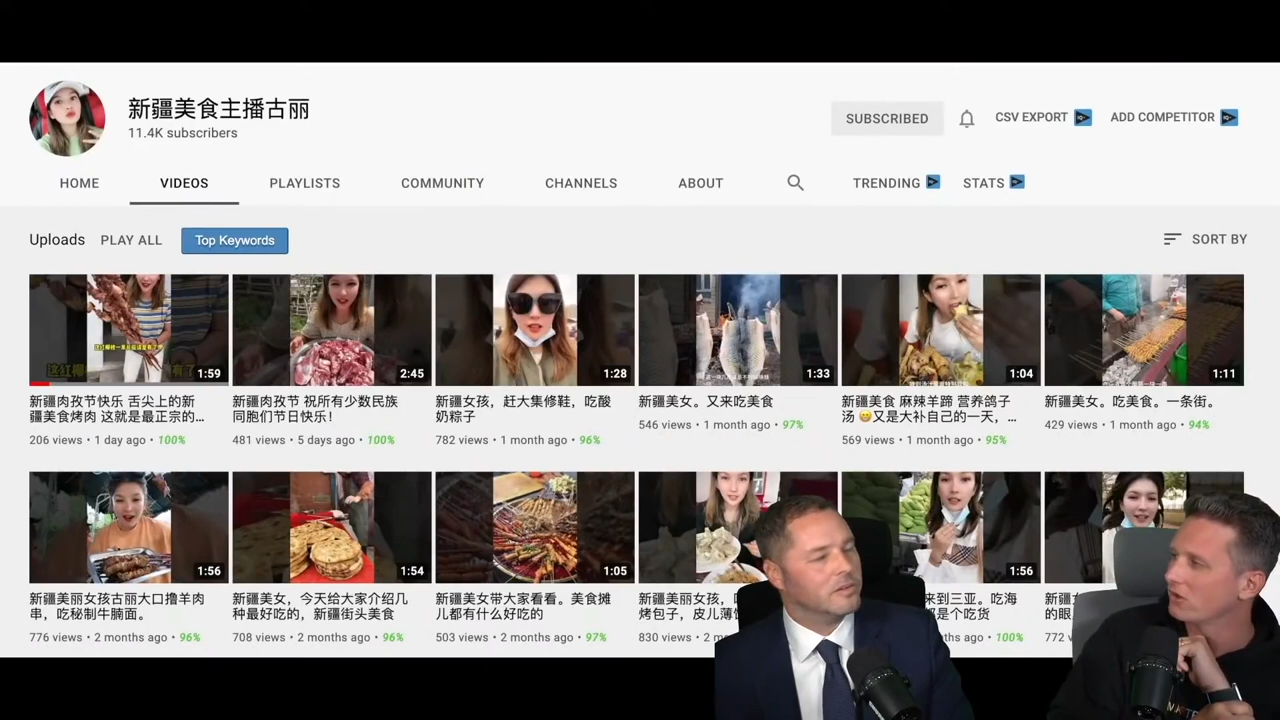 新疆美食主播古丽
11.4K subscribers
SUBSCRIBED
CSV EXPORT
ADD COMPETITOR
HOME
VIDEOS
PLAYLISTS
COMMUNITY
CHANNELS
ABOUT
TRENDING
STATS
Uploads
PLAY ALL
Top Keywords
SORT BY
1:59
2:45
1:28
1:33
1:04
1:11
新疆肉孜节快乐 舌尖上的新
疆美食烤肉 这就是最正宗的...
206 views • 1 day ago • 100%
新疆肉孜节 祝所有少数民族
同胞们节日快乐！
481 views • 5 days ago • 100%
新疆女孩，赶大集修鞋，吃酸
奶粽子
782 views • 1 month ago • 96%
新疆美女。又来吃美食
546 views • 1 month ago • 97%
新疆美食 麻辣羊蹄 营养鸽子
汤 😁又是大补自己的一天，...
569 views • 1 month ago • 95%
新疆美女。吃美食。一条街。
429 views • 1 month ago • 94%
1:56
1:54
1:05
1:56
新疆美丽女孩古丽大口撸羊肉
串，吃秘制牛腩面。
776 views • 2 months ago • 96%
新疆美女，今天给大家介绍几
种最好吃的，新疆街头美食
708 views • 2 months ago • 96%
新疆美女带大家看看。美食摊
儿都有什么好吃的
503 views • 2 months ago • 97%
新疆美丽女孩，
烤包子，皮儿薄
830 views
来到三亚。吃海
是个吃货
months ago • 100%
新疆
的眼
772